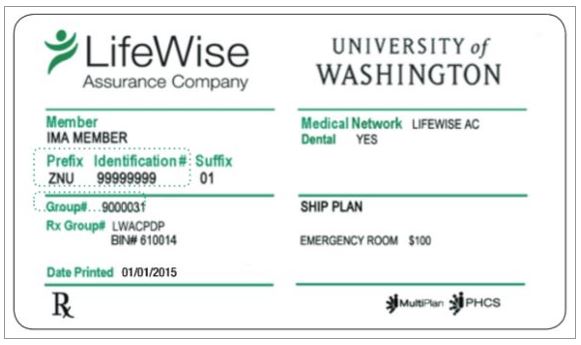 LifeWise
Assurance Company
UNIVERSITY of
WASHINGTON
Member
IMA MEMBER
Prefix Identification# Suffix
ZNU 99999999 01
Group# 9000031
Rx Group# LWACPDP
BIN# 610014
Date Printed 01/01/2015
Rx
Medical Network LIFEWISE AC
Dental YES
SHIP PLAN
EMERGENCY ROOM $100
MultiPlan PHCS